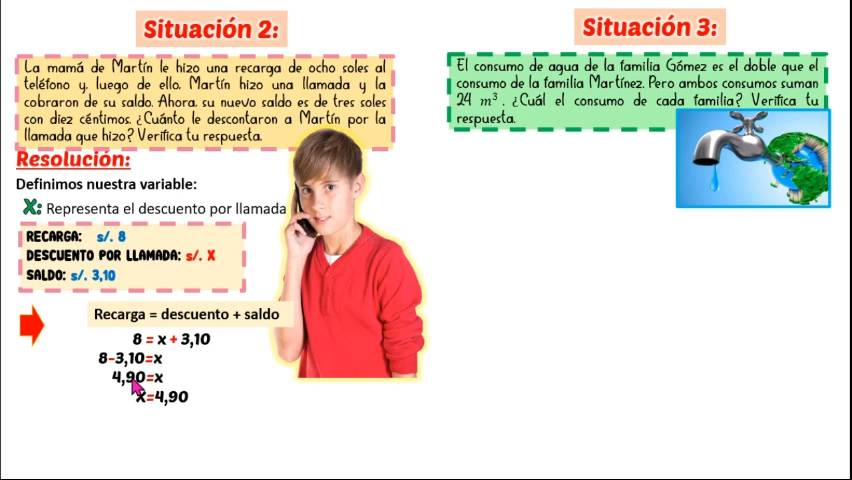 Situación 2:
La mamá de Martín le hizo una recarga de ocho soles al
teléfono y, luego de ello, Martín hizo una llamada y la
cobraron de su saldo. Ahora, su nuevo saldo es de tres soles
con diez céntimos. ¿Cuánto le descontaron a Martín por la
llamada que hizo? Verifica tu respuesta.
Resolución:
Definimos nuestra variable:
X: Representa el descuento por llamada
RECARGA: s/. 8
DESCUENTO POR LLAMADA: s/. X
SALDO: s/. 3,10
Recarga = descuento + saldo
8 = x + 3,10
8-3,10=x
4,90=x
x=4,90
Situación 3:
El consumo de agua de la familia Gómez es el doble que el
consumo de la familia Martínez. Pero ambos consumos suman
24 m³ . ¿Cuál el consumo de cada familia? Verifica tu
respuesta.